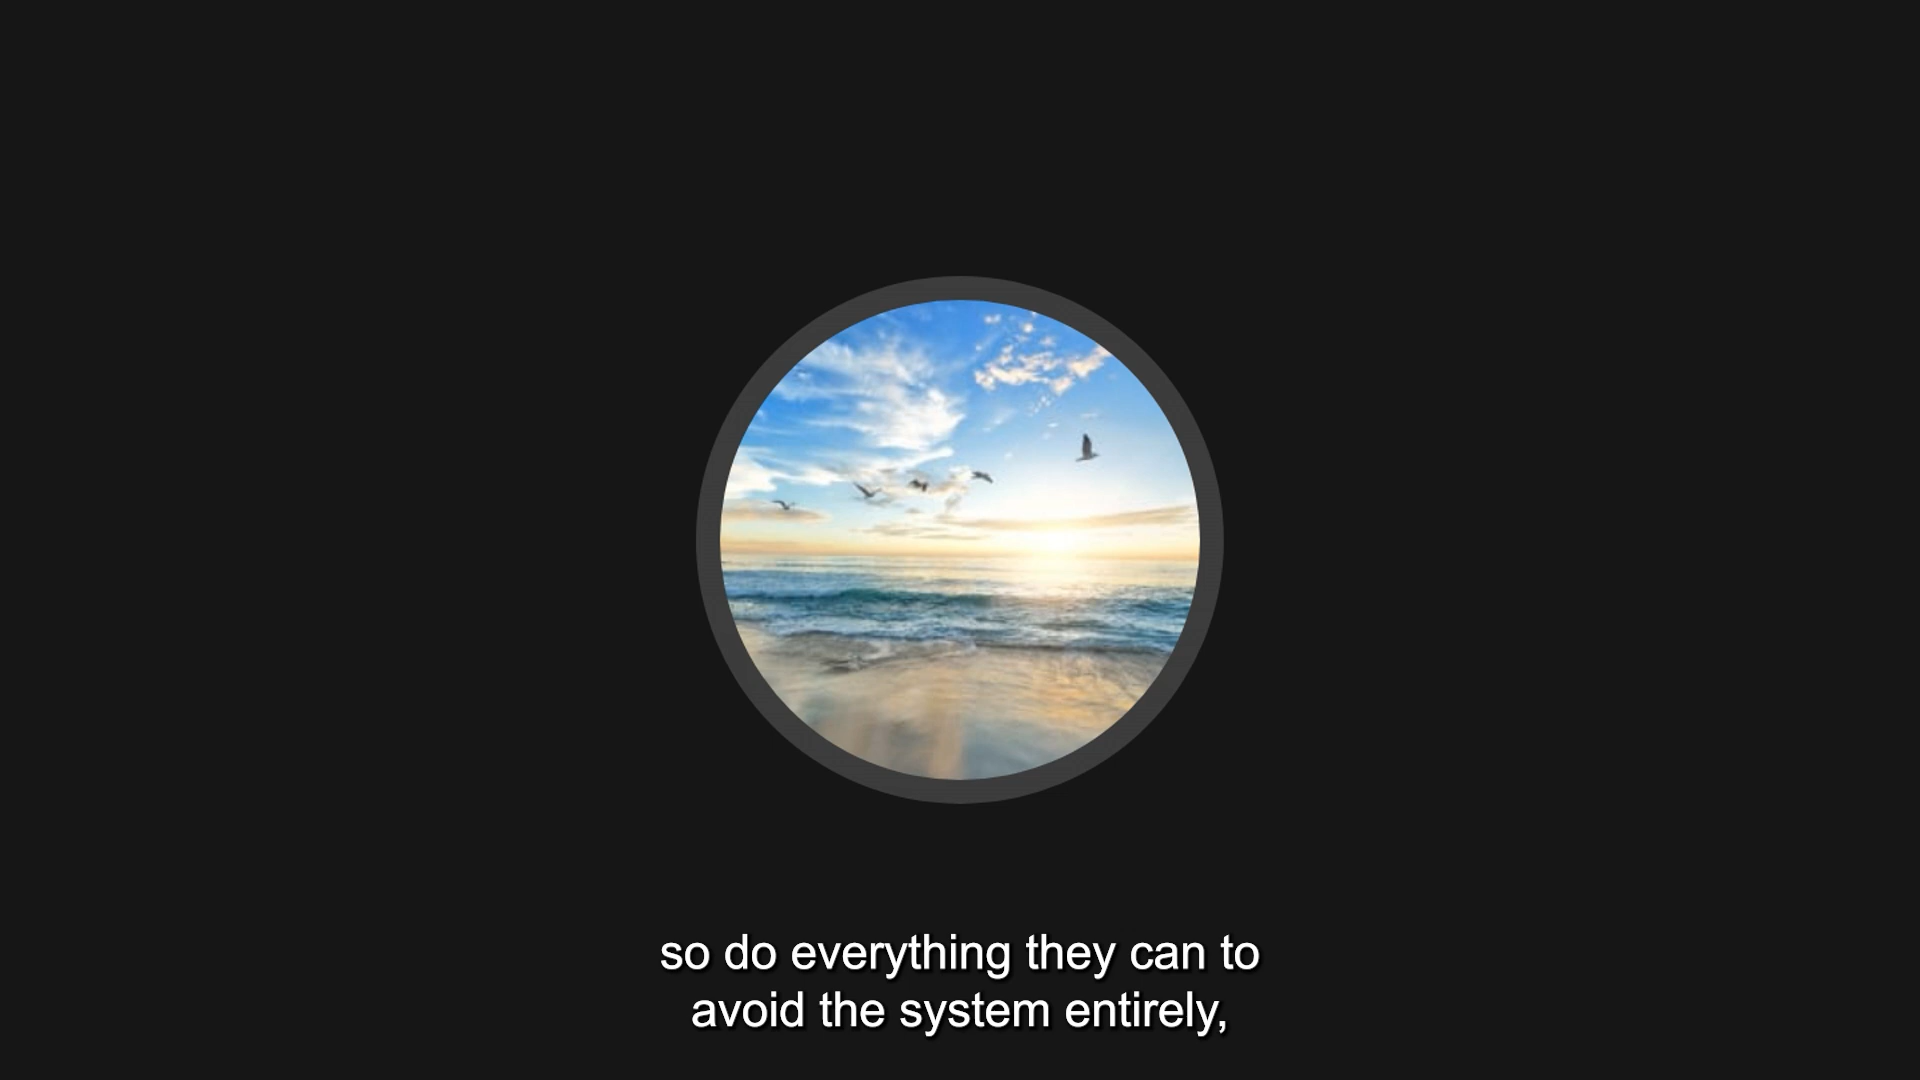 so do everything they can to
avoid the system entirely,